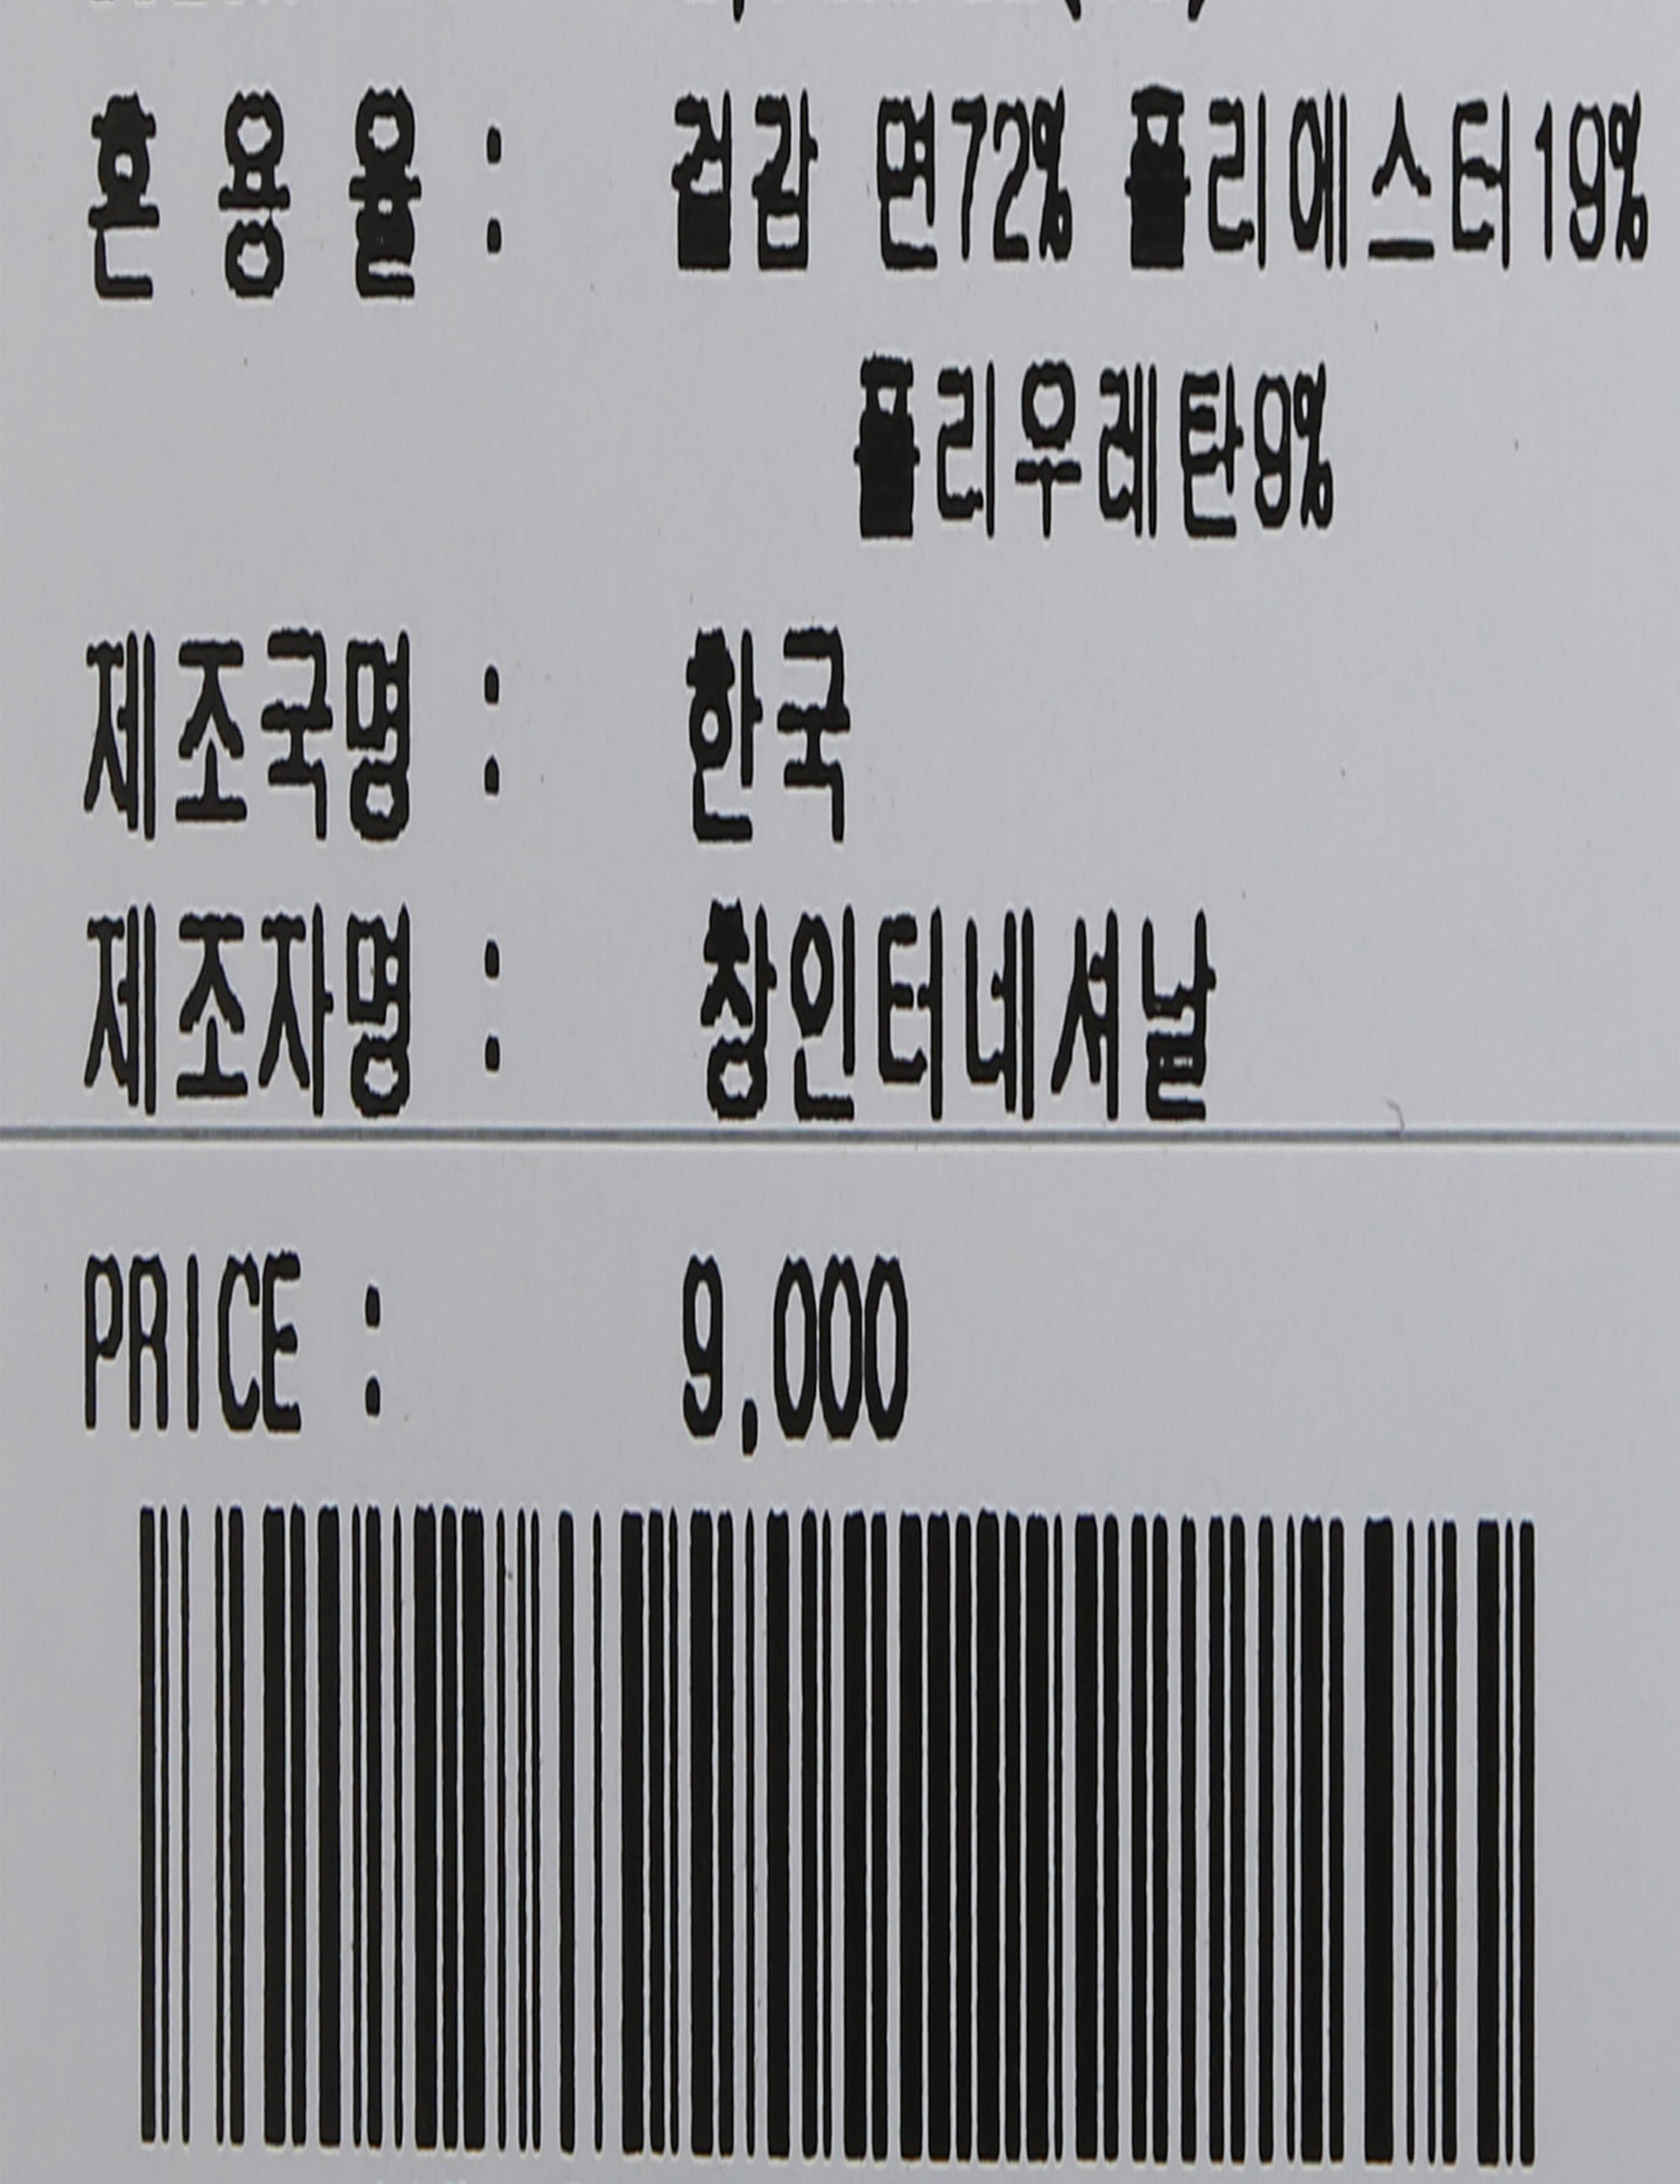 혼 용 율 : 겉감 면72% 폴리에스터19%
폴리우레탄9%
제조국명 : 한국
제조자명 : 창인터네셔날
PRICE : 9,000